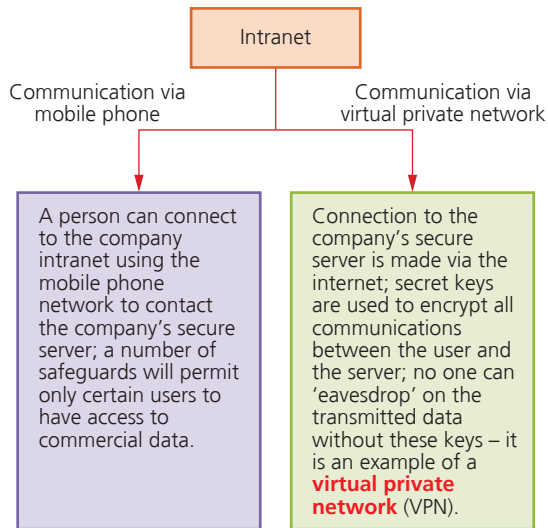 Intranet
Communication via
mobile phone
Communication via
virtual private network
A person can connect
to the company
intranet using the
mobile phone
network to contact
the company’s secure
server; a number of
safeguards will permit
only certain users to
have access to
commercial data.
Connection to the
company’s secure
server is made via the
internet; secret keys
are used to encrypt all
communications
between the user and
the server; no one can
‘eavesdrop’ on the
transmitted data
without these keys – it
is an example of a
virtual private
network (VPN).